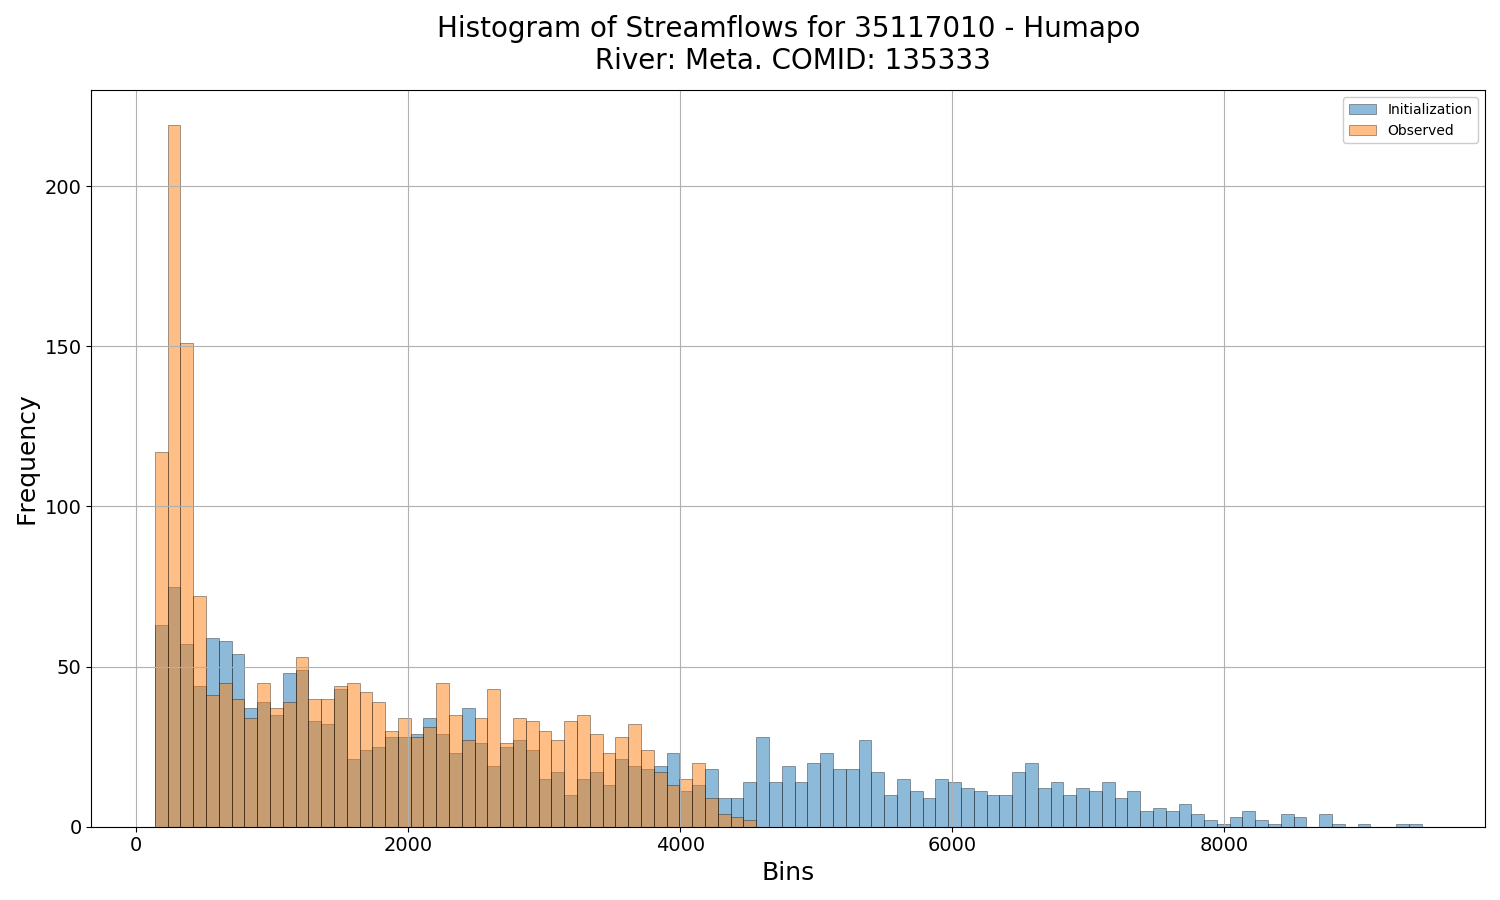 Histogram of Streamflows for 35117010 - Humapo
River: Meta. COMID: 135333
Initialization
Observed
Frequency
200
150
100
50
0
0 2000 4000 6000 8000
Bins